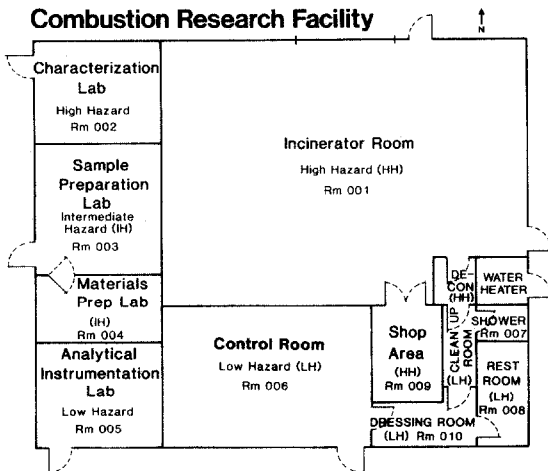 Combustion Research Facility
N
Characterization
Lab
High Hazard
Rm 002
Incinerator Room
High Hazard (HH)
Rm 001
Sample
Preparation
Lab
Intermediate
Hazard (IH)
Rm 003
Materials
Prep Lab
(IH)
Rm 004
Analytical
Instrumentation
Lab
Low Hazard
Rm 005
Control Room
Low Hazard (LH)
Rm 006
Shop
Area
(HH)
Rm 009
DE-
CON
(HH)
WATER
HEATER
CLEAN UP
ROOM
(LH)
SHOWER
Rm 007
REST
ROOM
(LH)
Rm 008
DRESSING ROOM
(LH) Rm 010